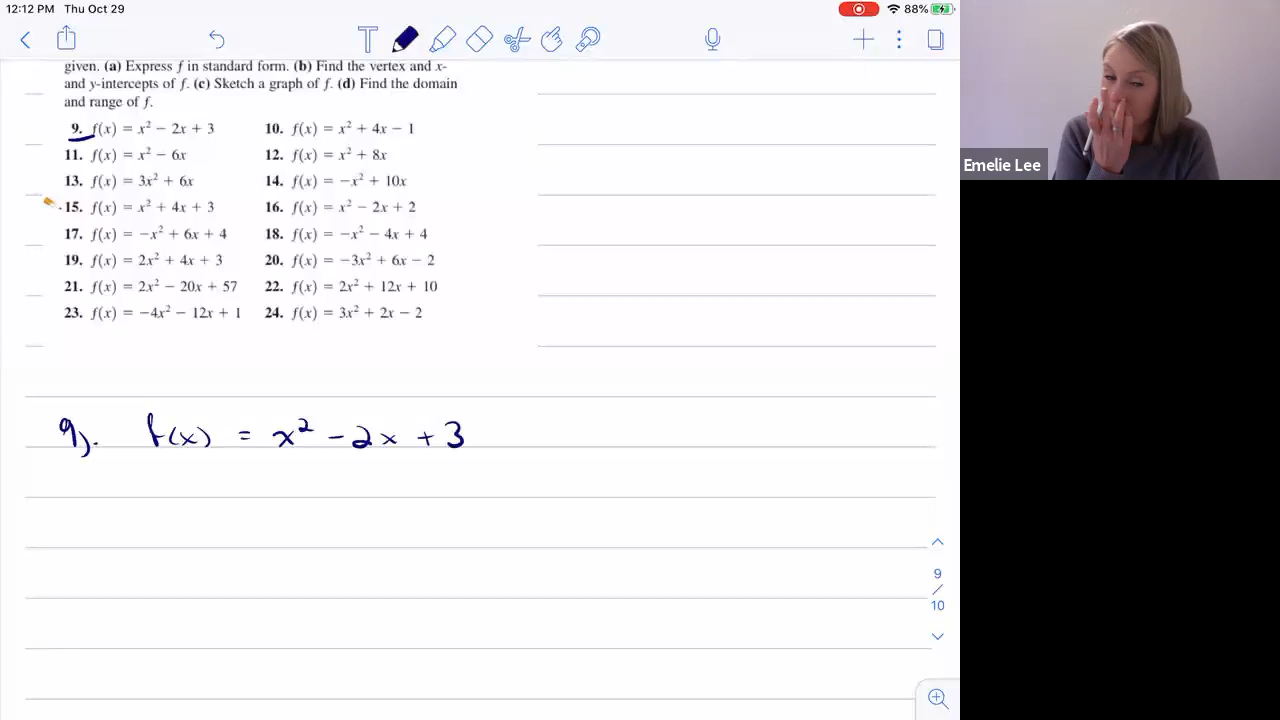 12:12 PM Thu Oct 29
88%
given. (a) Express f in standard form. (b) Find the vertex and x-
and y-intercepts of f. (c) Sketch a graph of f. (d) Find the domain
and range of f.
9. f(x) = x² − 2x + 3 10. f(x) = x² + 4x − 1
11. f(x) = x² − 6x 12. f(x) = x² + 8x
13. f(x) = 3x² + 6x 14. f(x) = −x² + 10x
15. f(x) = x² + 4x + 3 16. f(x) = x² − 2x + 2
17. f(x) = −x² + 6x + 4 18. f(x) = −x² − 4x + 4
19. f(x) = 2x² + 4x + 3 20. f(x) = −3x² + 6x − 2
21. f(x) = 2x² − 20x + 57 22. f(x) = 2x² + 12x + 10
23. f(x) = −4x² − 12x + 1 24. f(x) = 3x² + 2x − 2
9). f(x) = x² − 2x + 3
9
/
10
Emelie Lee